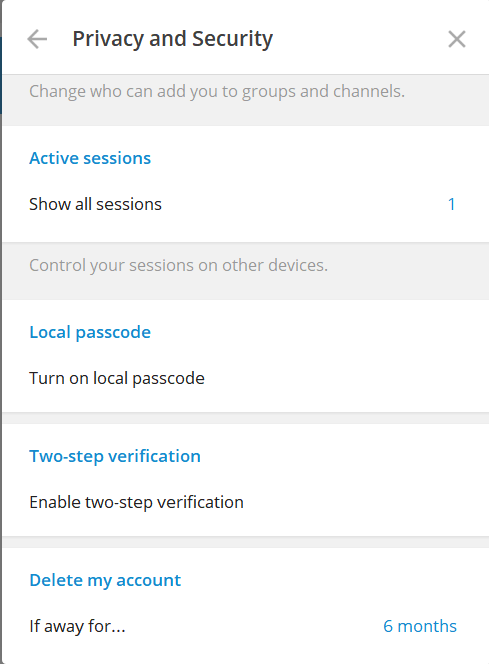 Privacy and Security
Change who can add you to groups and channels.
Active sessions
Show all sessions 1
Control your sessions on other devices.
Local passcode
Turn on local passcode
Two-step verification
Enable two-step verification
Delete my account
If away for... 6 months